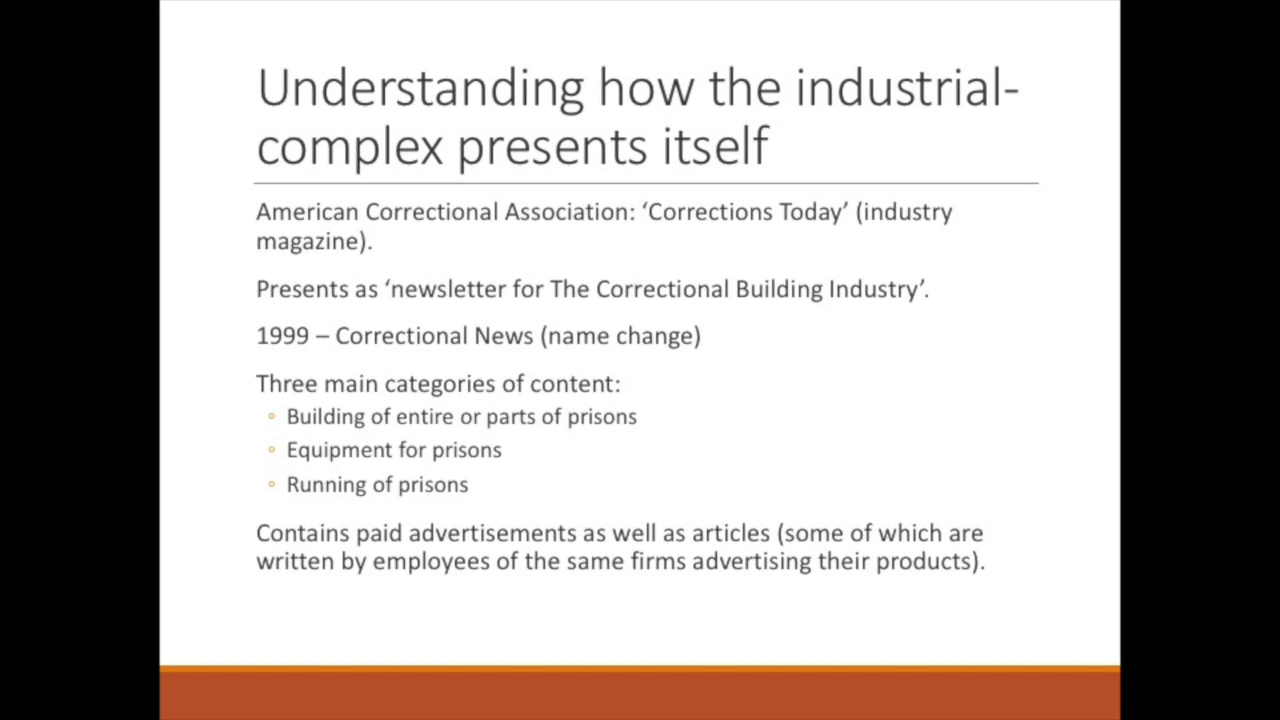 Understanding how the industrial-
complex presents itself
American Correctional Association: ‘Corrections Today’ (industry
magazine).
Presents as ‘newsletter for The Correctional Building Industry’.
1999 – Correctional News (name change)
Three main categories of content:
◦ Building of entire or parts of prisons
◦ Equipment for prisons
◦ Running of prisons
Contains paid advertisements as well as articles (some of which are
written by employees of the same firms advertising their products).